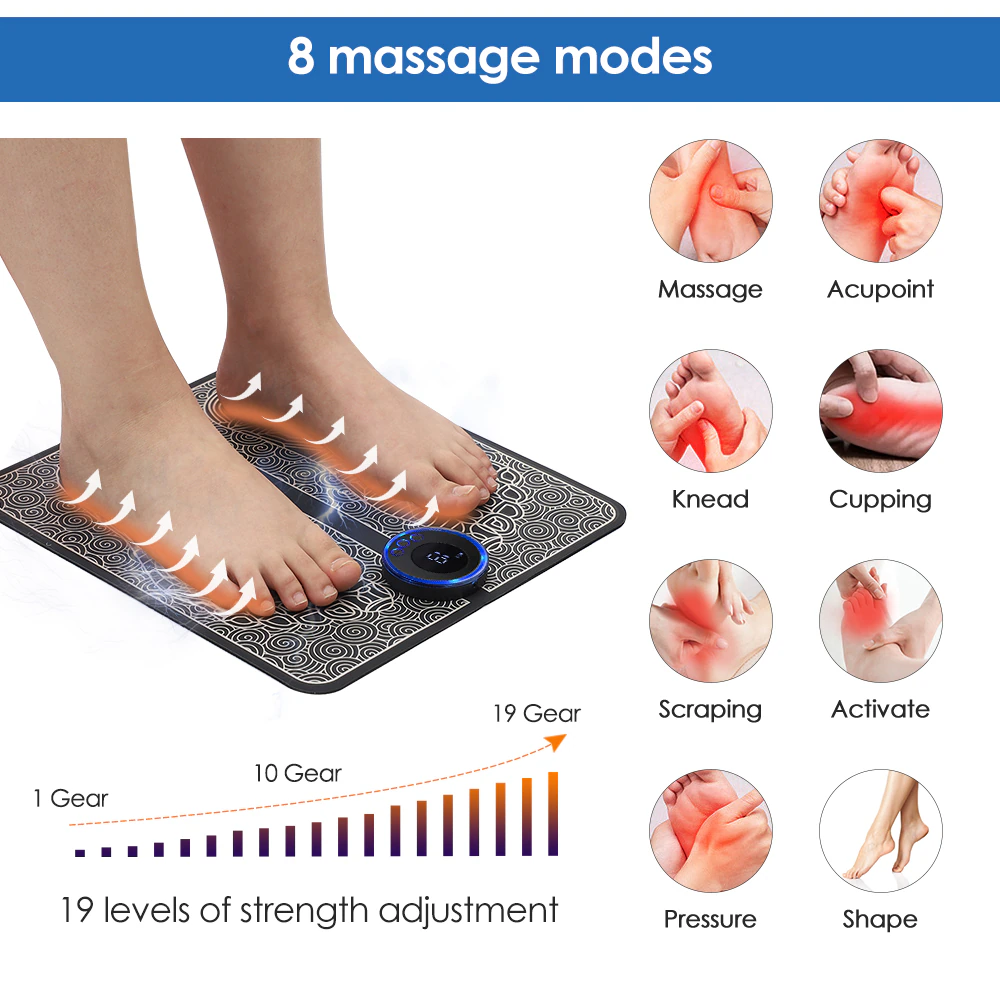 8 massage modes
Massage
Acupoint
Knead
Cupping
Scraping
Activate
Pressure
Shape
19 Gear
10 Gear
1 Gear
19 levels of strength adjustment